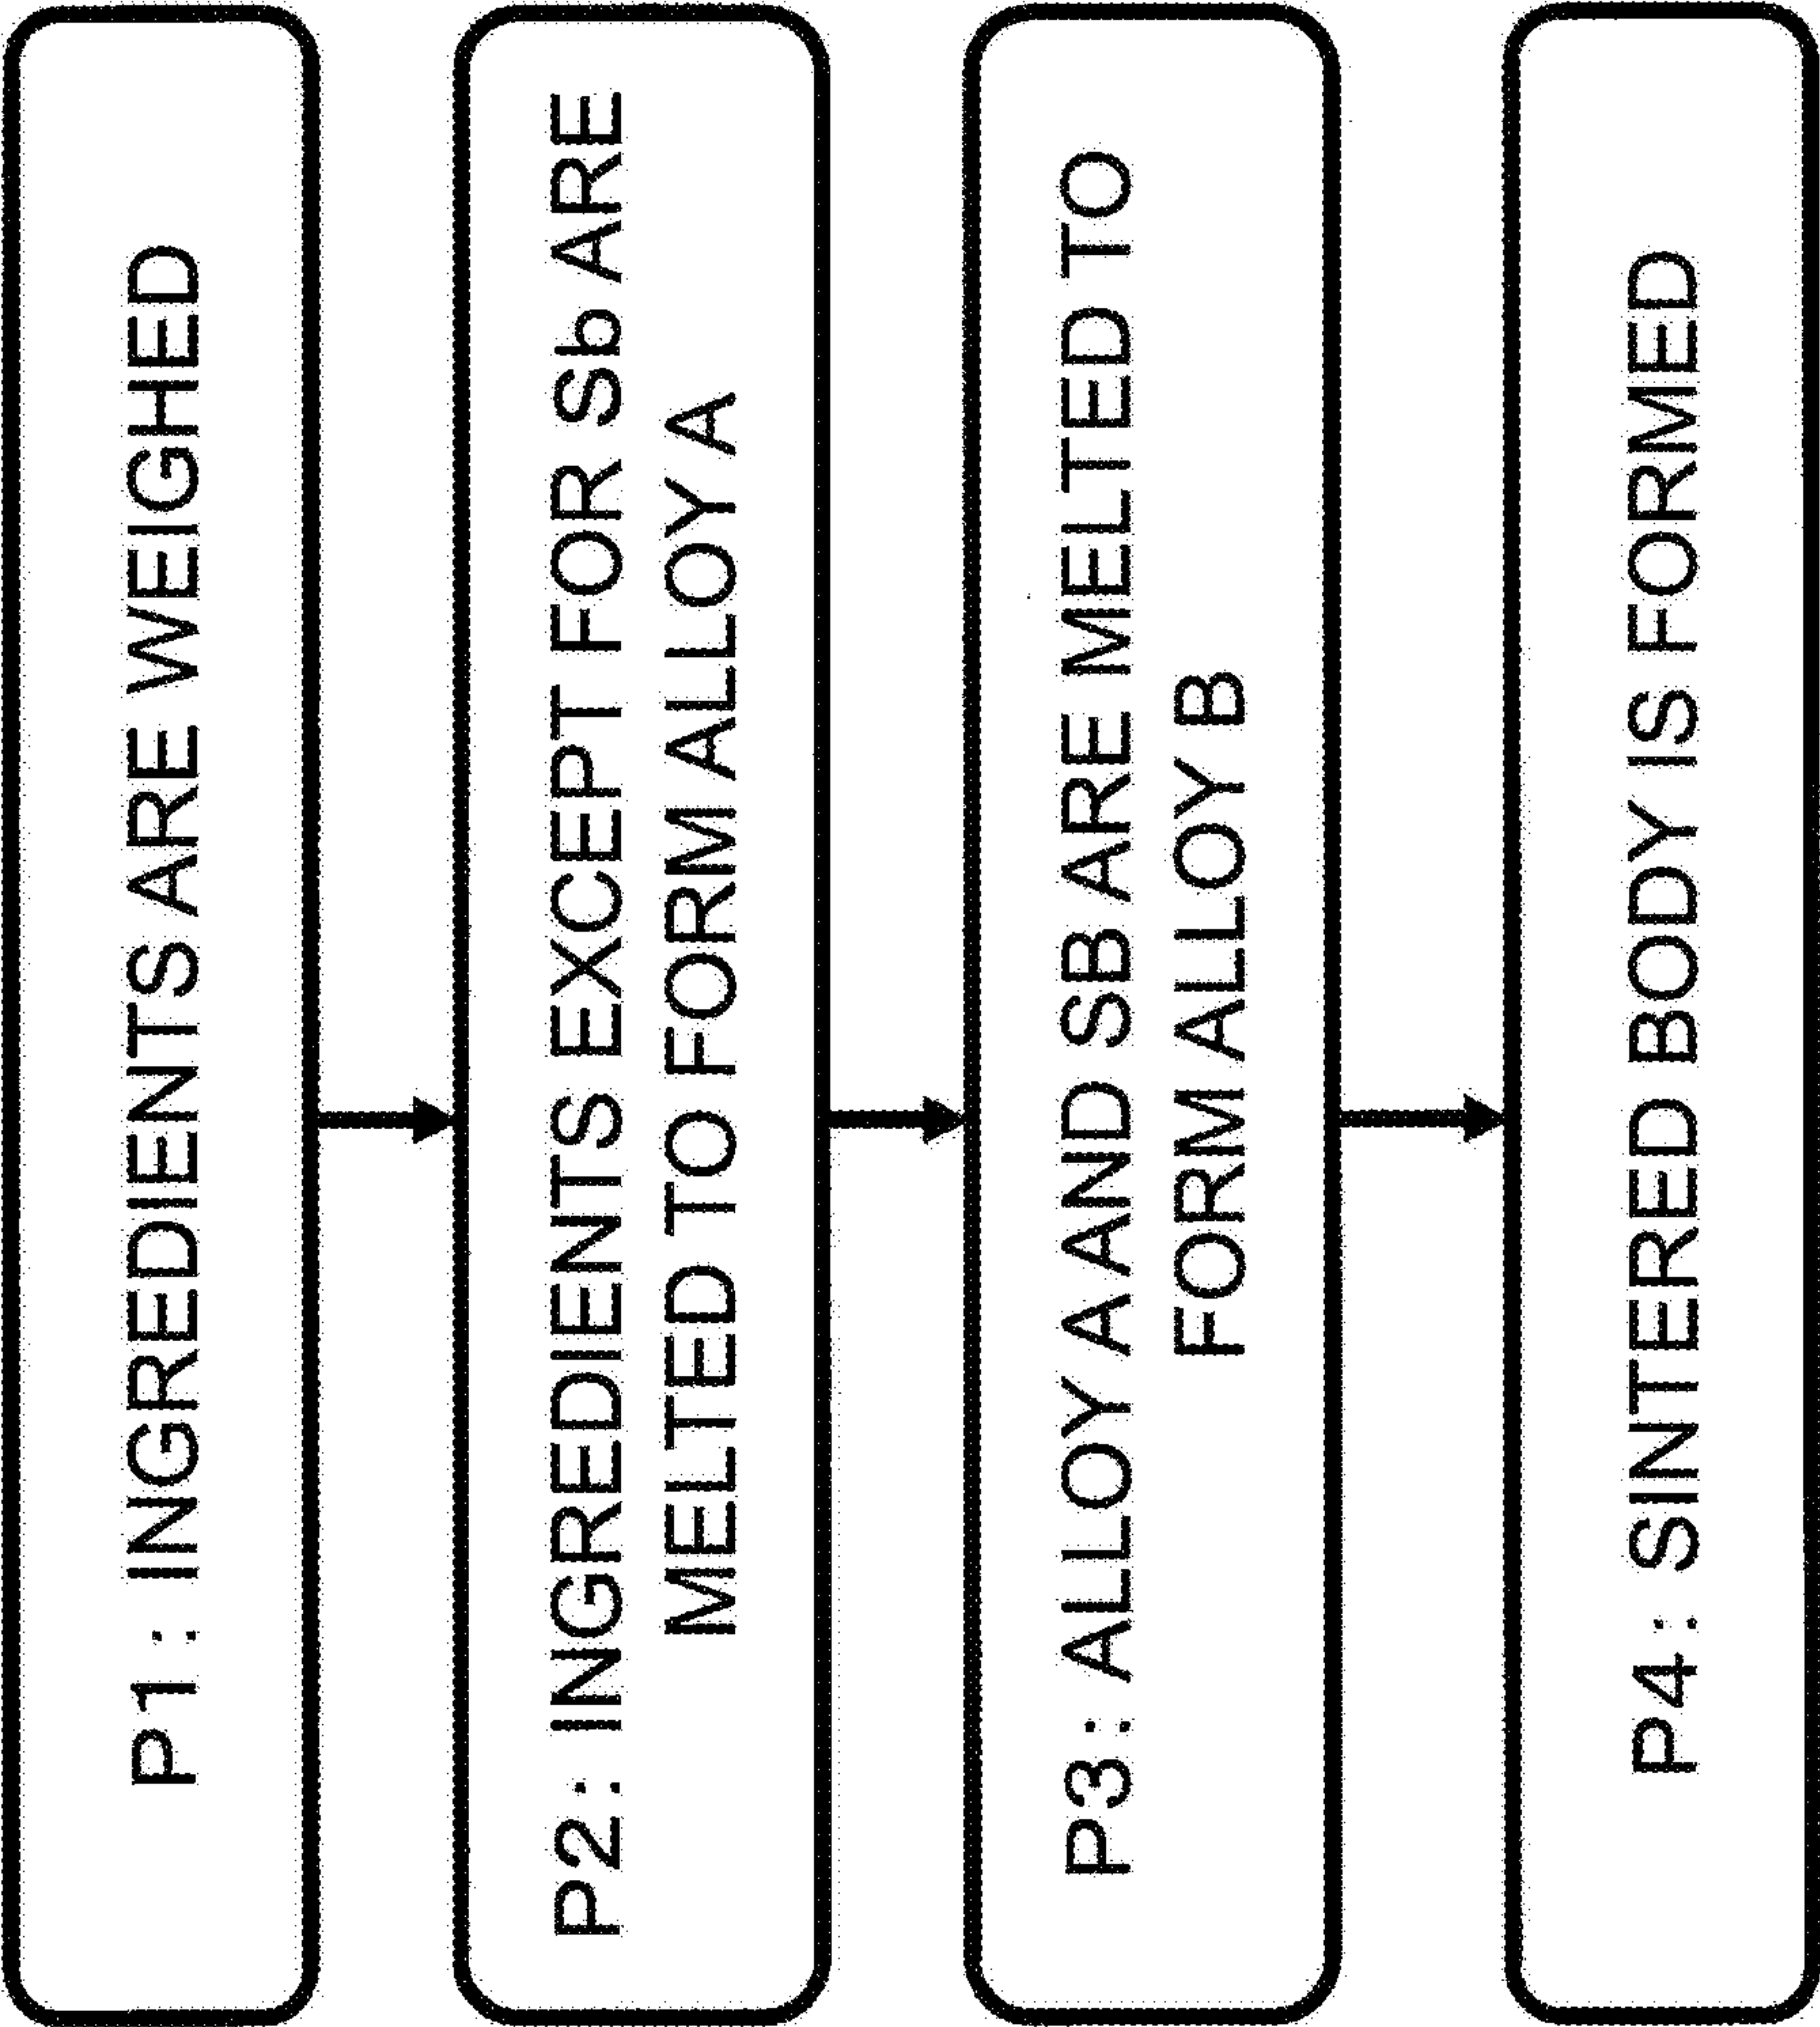 P1 : INGREDIENTS ARE WEIGHED
P2 : INGREDIENTS EXCEPT FOR Sb ARE
MELTED TO FORM ALLOY A
P3 : ALLOY A AND SB ARE MELTED TO
FORM ALLOY B
P4 : SINTERED BODY IS FORMED